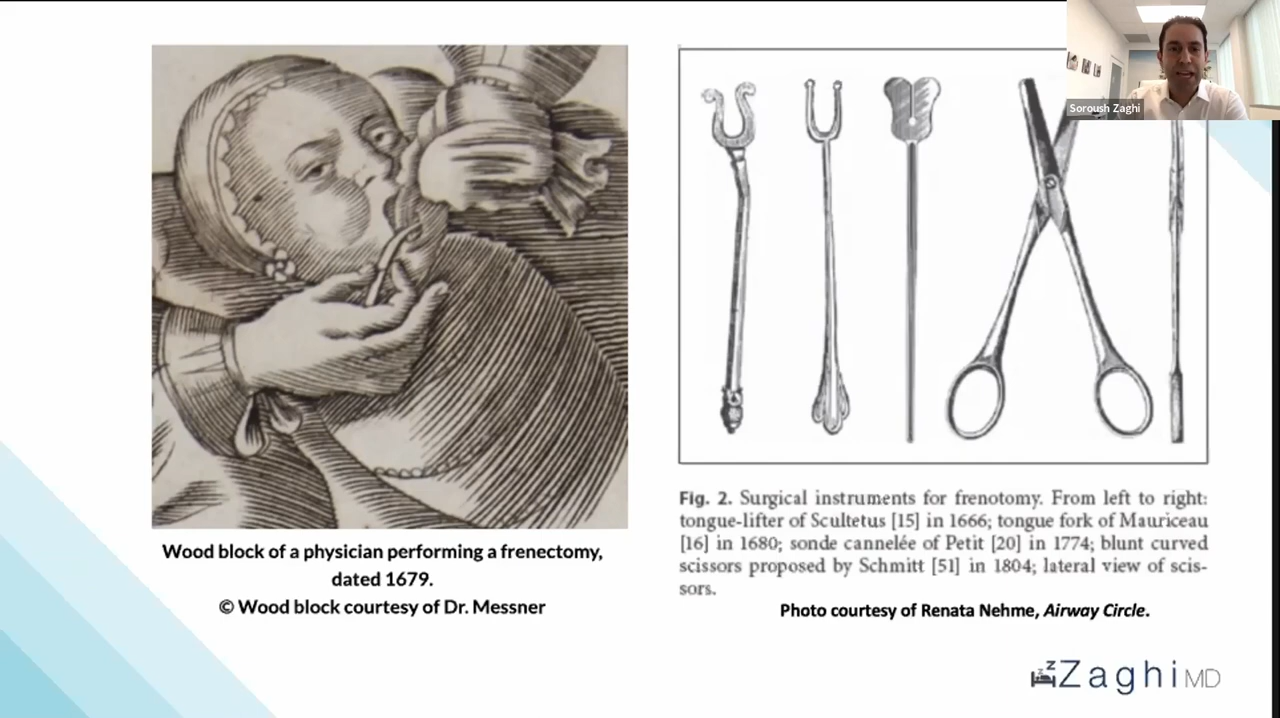 Soroush Zaghi
Wood block of a physician performing a frenectomy,
dated 1679.
© Wood block courtesy of Dr. Messner
Fig. 2. Surgical instruments for frenotomy. From left to right:
tongue-lifter of Scultetus [15] in 1666; tongue fork of Mauriceau
[16] in 1680; sonde cannelée of Petit [20] in 1774; blunt curved
scissors proposed by Schmitt [51] in 1804; lateral view of scis-
sors.
Photo courtesy of Renata Nehme, Airway Circle.
zz Zaghi MD